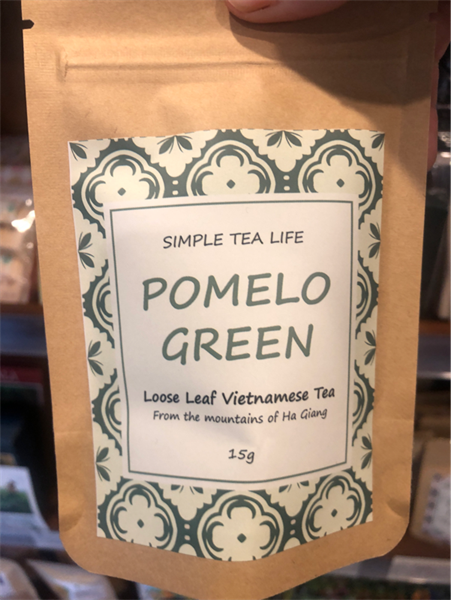 SIMPLE TEA LIFE
POMELO
GREEN
Loose Leaf Vietnamese Tea
From the mountains of Ha Giang
15g